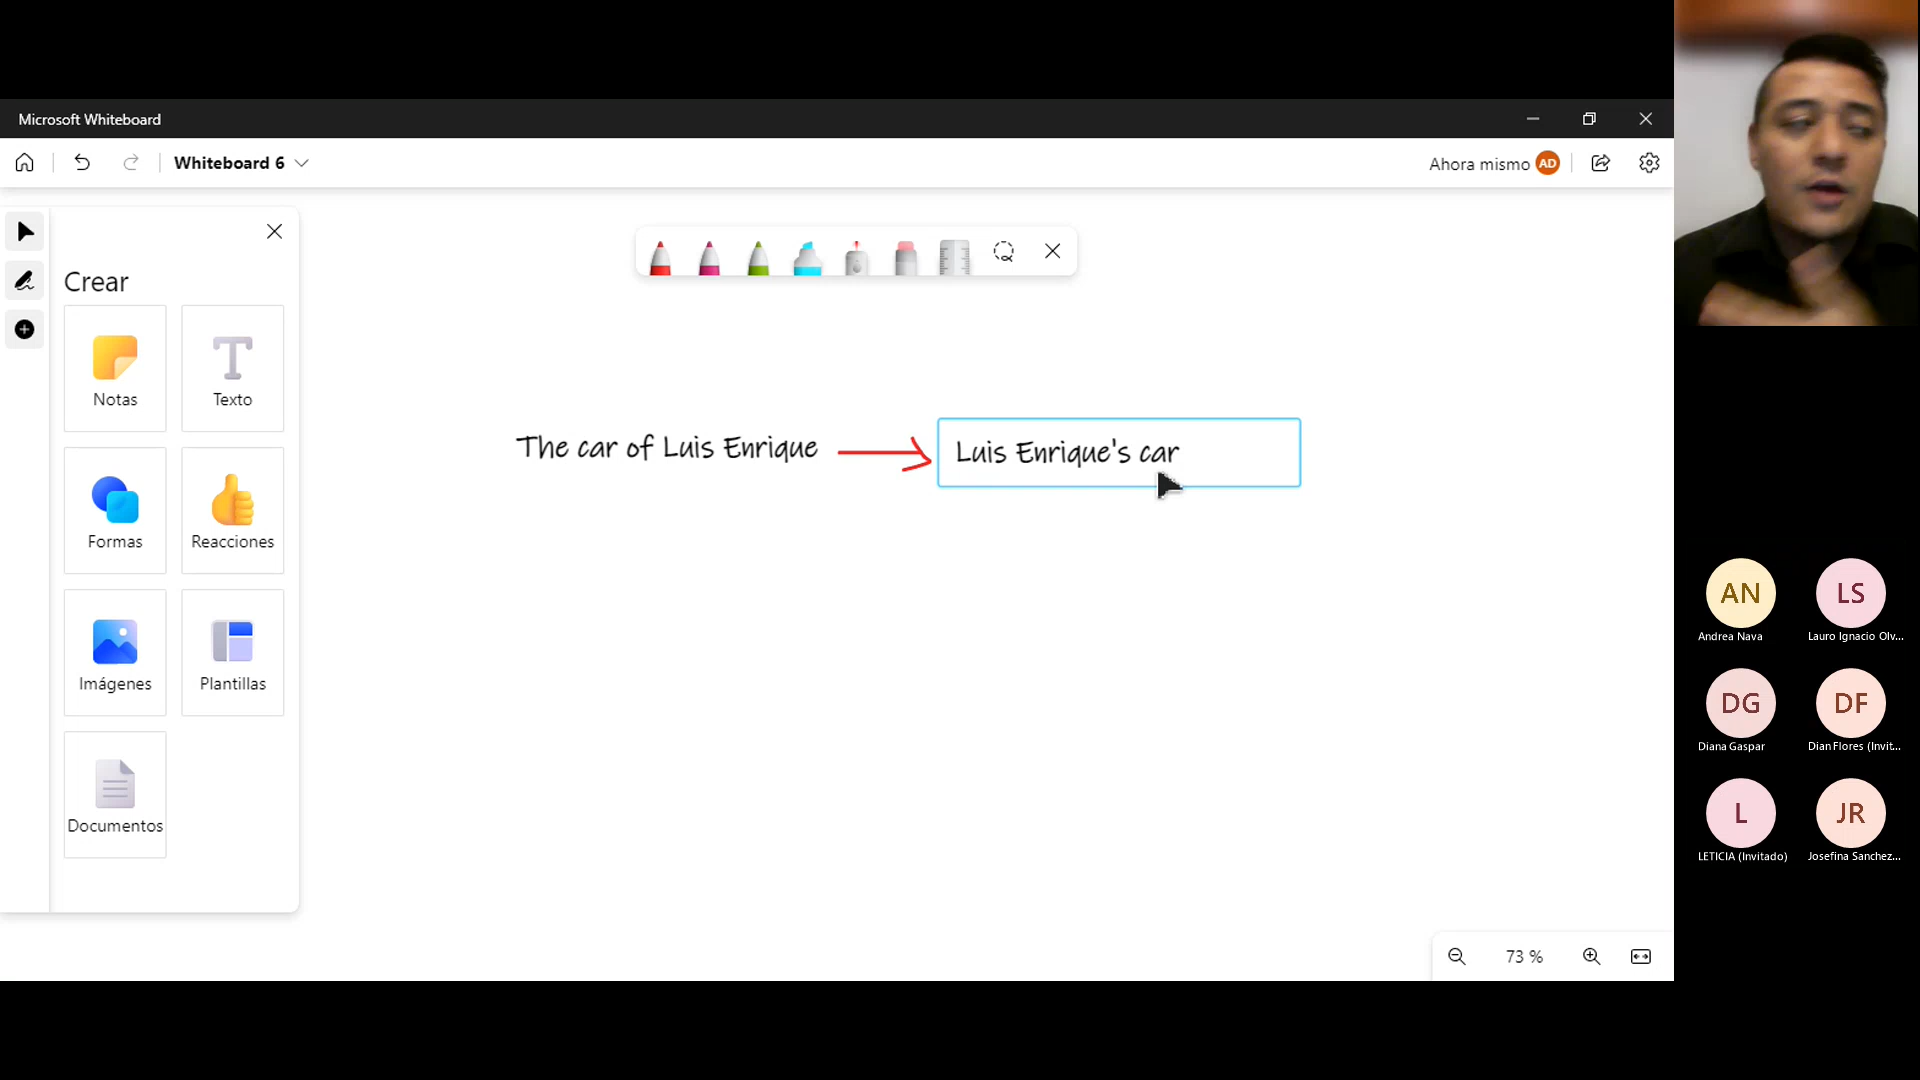 Microsoft Whiteboard
Whiteboard 6
Ahora mismo AD
Crear
Notas
Texto
The car of Luis Enrique
Luis Enrique's car
Formas
Reacciones
Imágenes
Plantillas
Documentos
73 %
AN
LS
Andrea Nava
Lauro Ignacio Olv...
DG
DF
Diana Gaspar
Dian Flores (Invit...
L
JR
LETICIA (Invitado)
Josefina Sanchez...